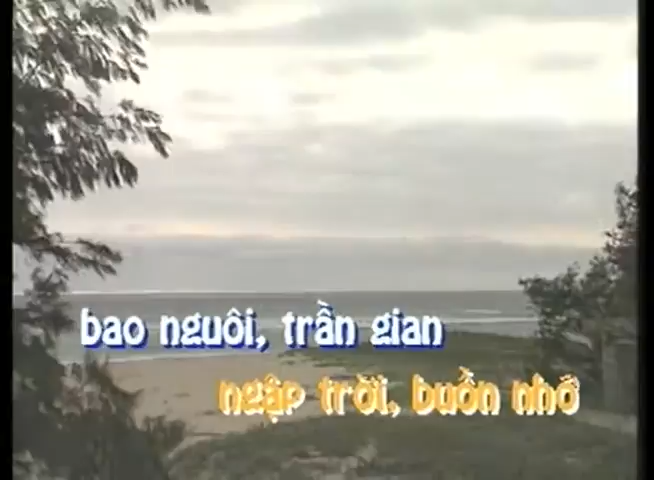 bao nguôi, trần gian
ngập trời, buồn nhớ